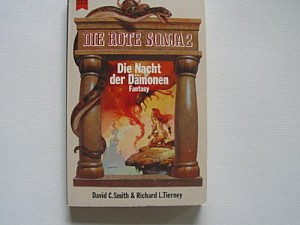 DIE ROTE SONJA 2
Die Nacht
der Dämonen
Fantasy
David C. Smith & Richard L. Tierney